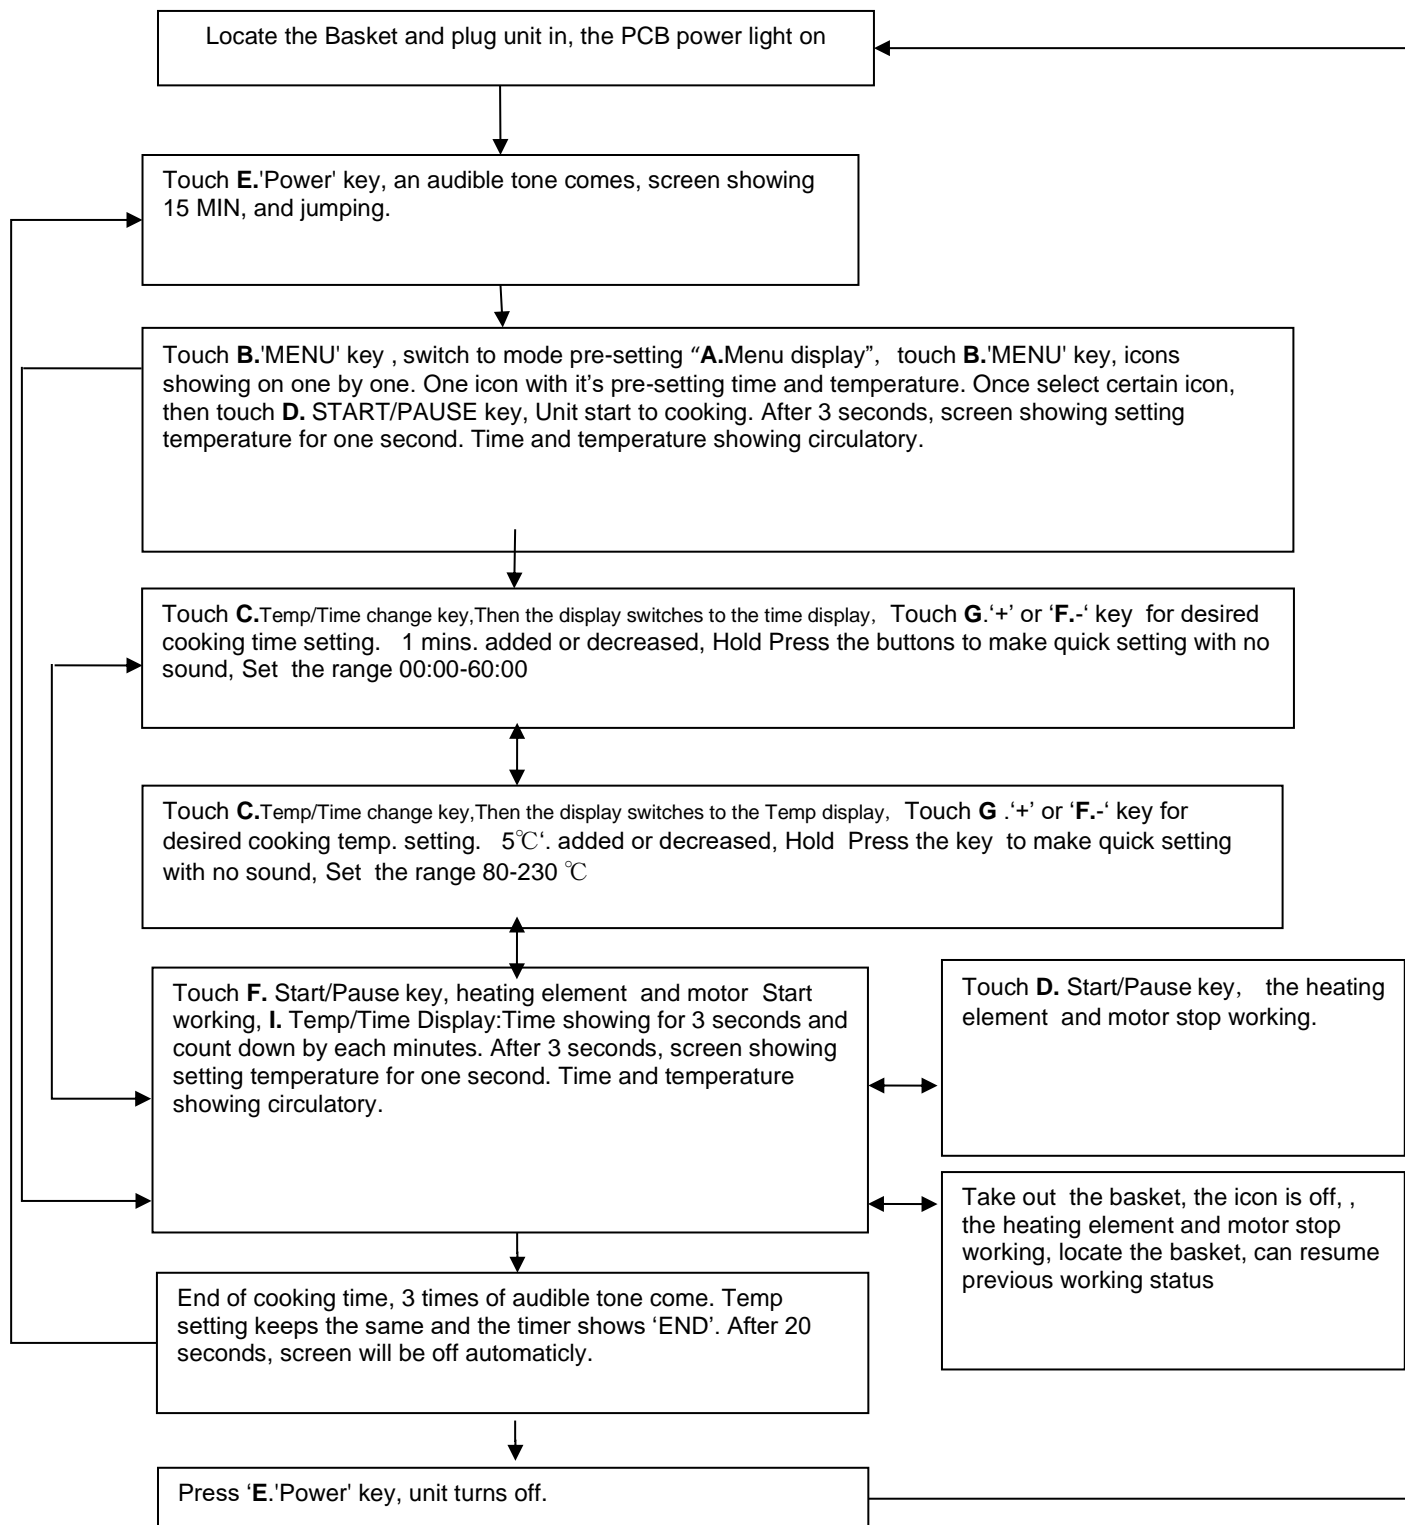 Locate the Basket and plug unit in, the PCB power light on
Touch E.'Power' key, an audible tone comes, screen showing
15 MIN, and jumping.
Touch B.'MENU' key , switch to mode pre-setting “A.Menu display”, touch B.'MENU' key, icons
showing on one by one. One icon with it's pre-setting time and temperature. Once select certain icon,
then touch D. START/PAUSE key, Unit start to cooking. After 3 seconds, screen showing setting
temperature for one second. Time and temperature showing circulatory.
Touch C.Temp/Time change key,Then the display switches to the time display, Touch G.‘+’ or ‘F.-‘ key for desired
cooking time setting. 1 mins. added or decreased, Hold Press the buttons to make quick setting with no
sound, Set the range 00:00-60:00
Touch C.Temp/Time change key,Then the display switches to the Temp display, Touch G .‘+’ or ‘F.-‘ key for
desired cooking temp. setting. 5℃‘. added or decreased, Hold Press the key to make quick setting
with no sound, Set the range 80-230 ℃
Touch F. Start/Pause key, heating element and motor Start
working, I. Temp/Time Display:Time showing for 3 seconds and
count down by each minutes. After 3 seconds, screen showing
setting temperature for one second. Time and temperature
showing circulatory.
Touch D. Start/Pause key, the heating
element and motor stop working.
Take out the basket, the icon is off, ,
the heating element and motor stop
working, locate the basket, can resume
previous working status
End of cooking time, 3 times of audible tone come. Temp
setting keeps the same and the timer shows ‘END’. After 20
seconds, screen will be off automaticly.
Press ‘E.'Power' key, unit turns off.